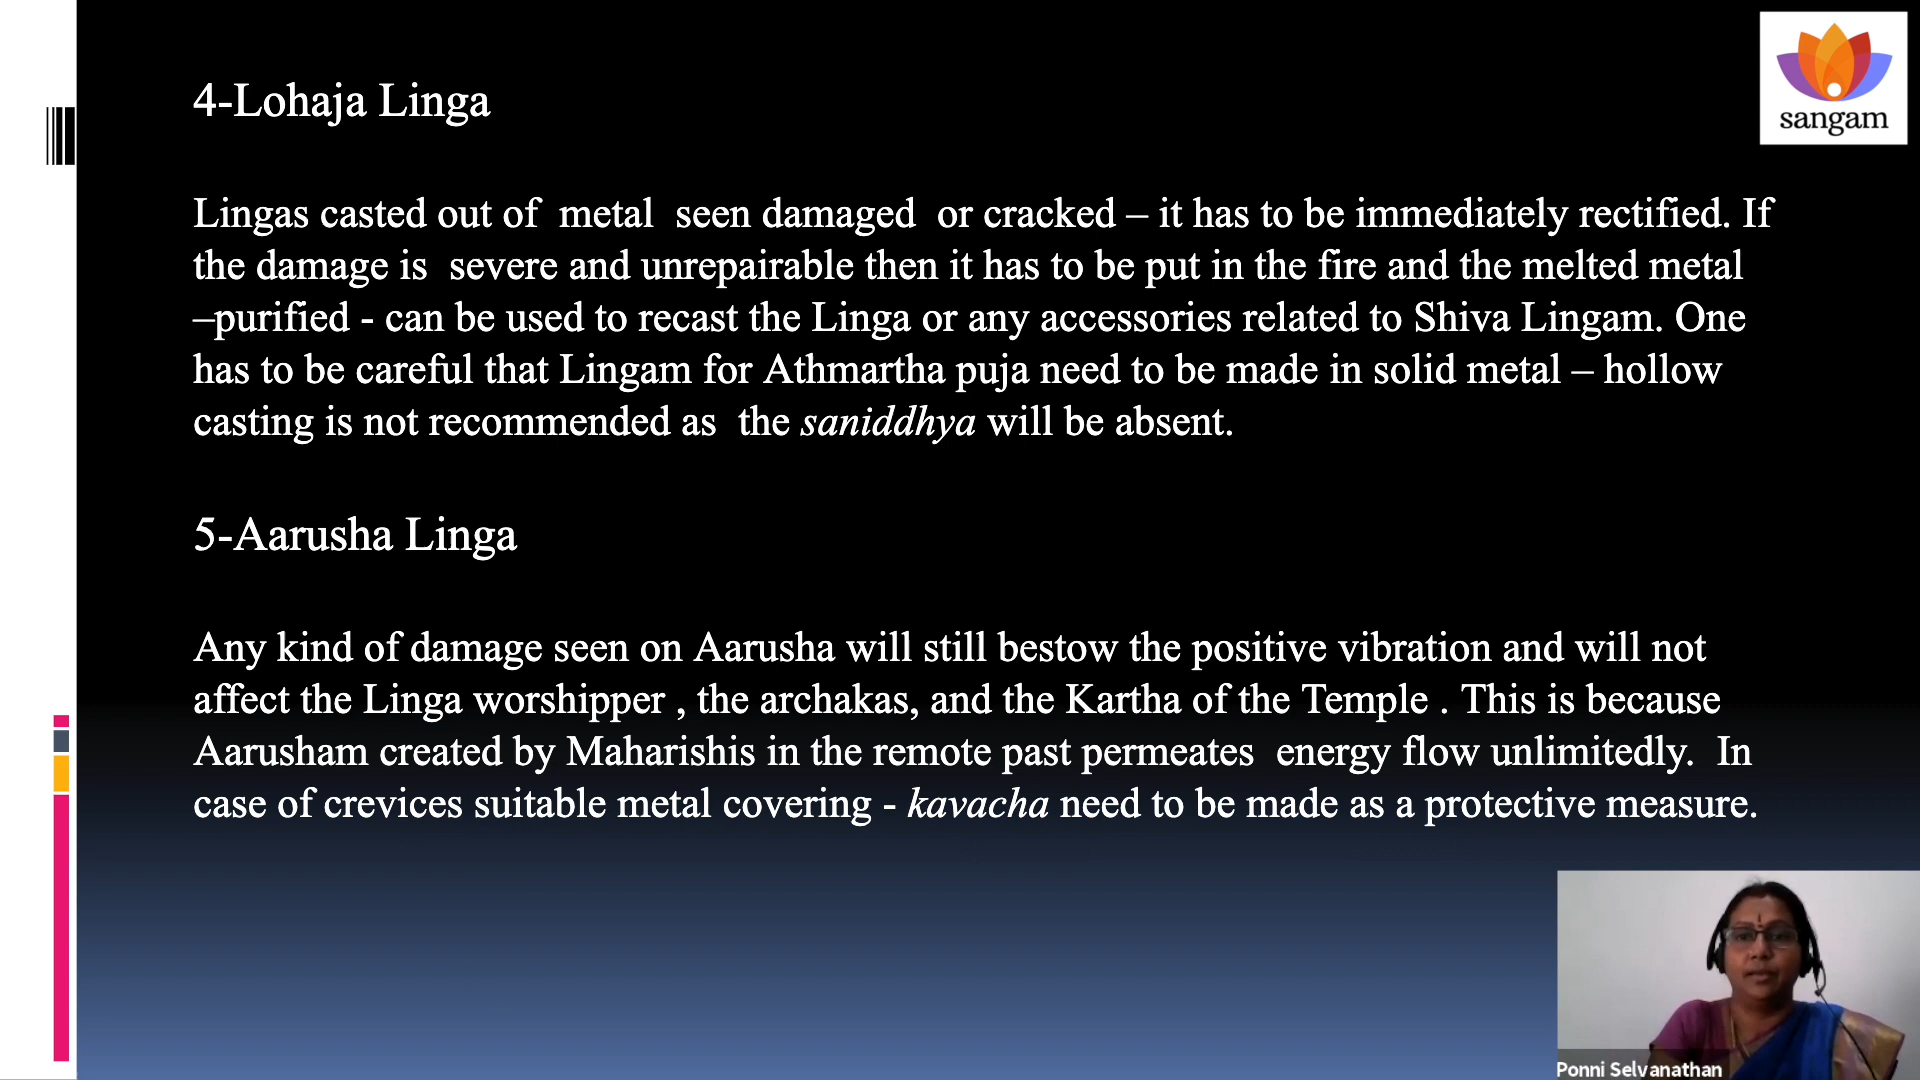 4-Lohaja Linga
sangam
Lingas casted out of metal seen damaged or cracked – it has to be immediately rectified. If
the damage is severe and unrepairable then it has to be put in the fire and the melted metal
–purified - can be used to recast the Linga or any accessories related to Shiva Lingam. One
has to be careful that Lingam for Athmartha puja need to be made in solid metal – hollow
casting is not recommended as the saniddhya will be absent.
5-Aarusha Linga
Any kind of damage seen on Aarusha will still bestow the positive vibration and will not
affect the Linga worshipper , the archakas, and the Kartha of the Temple . This is because
Aarusham created by Maharishis in the remote past permeates energy flow unlimitedly. In
case of crevices suitable metal covering - kavacha need to be made as a protective measure.
Ponni Selvanathan